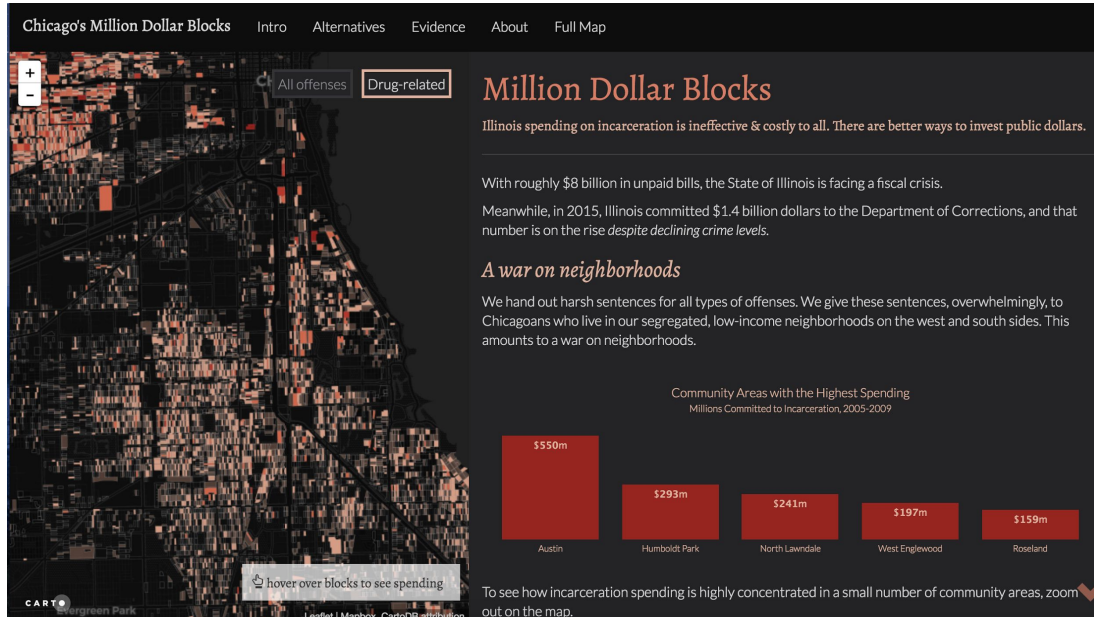 Chicago's Million Dollar Blocks Intro Alternatives Evidence About Full Map
+
-
All offenses Drug-related
hover over blocks to see spending
CARTO
Evergreen Park
Leaflet | Mapbox, CartoDB attribution
Million Dollar Blocks
Illinois spending on incarceration is ineffective & costly to all. There are better ways to invest public dollars.
With roughly $8 billion in unpaid bills, the State of Illinois is facing a fiscal crisis.
Meanwhile, in 2015, Illinois committed $1.4 billion dollars to the Department of Corrections, and that
number is on the rise despite declining crime levels.
A war on neighborhoods
We hand out harsh sentences for all types of offenses. We give these sentences, overwhelmingly, to
Chicagoans who live in our segregated, low-income neighborhoods on the west and south sides. This
amounts to a war on neighborhoods.
Community Areas with the Highest Spending
Millions Committed to Incarceration, 2005-2009
$550m $293m $241m $197m $159m
Austin Humboldt Park North Lawndale West Englewood Roseland
To see how incarceration spending is highly concentrated in a small number of community areas, zoom
out on the map.